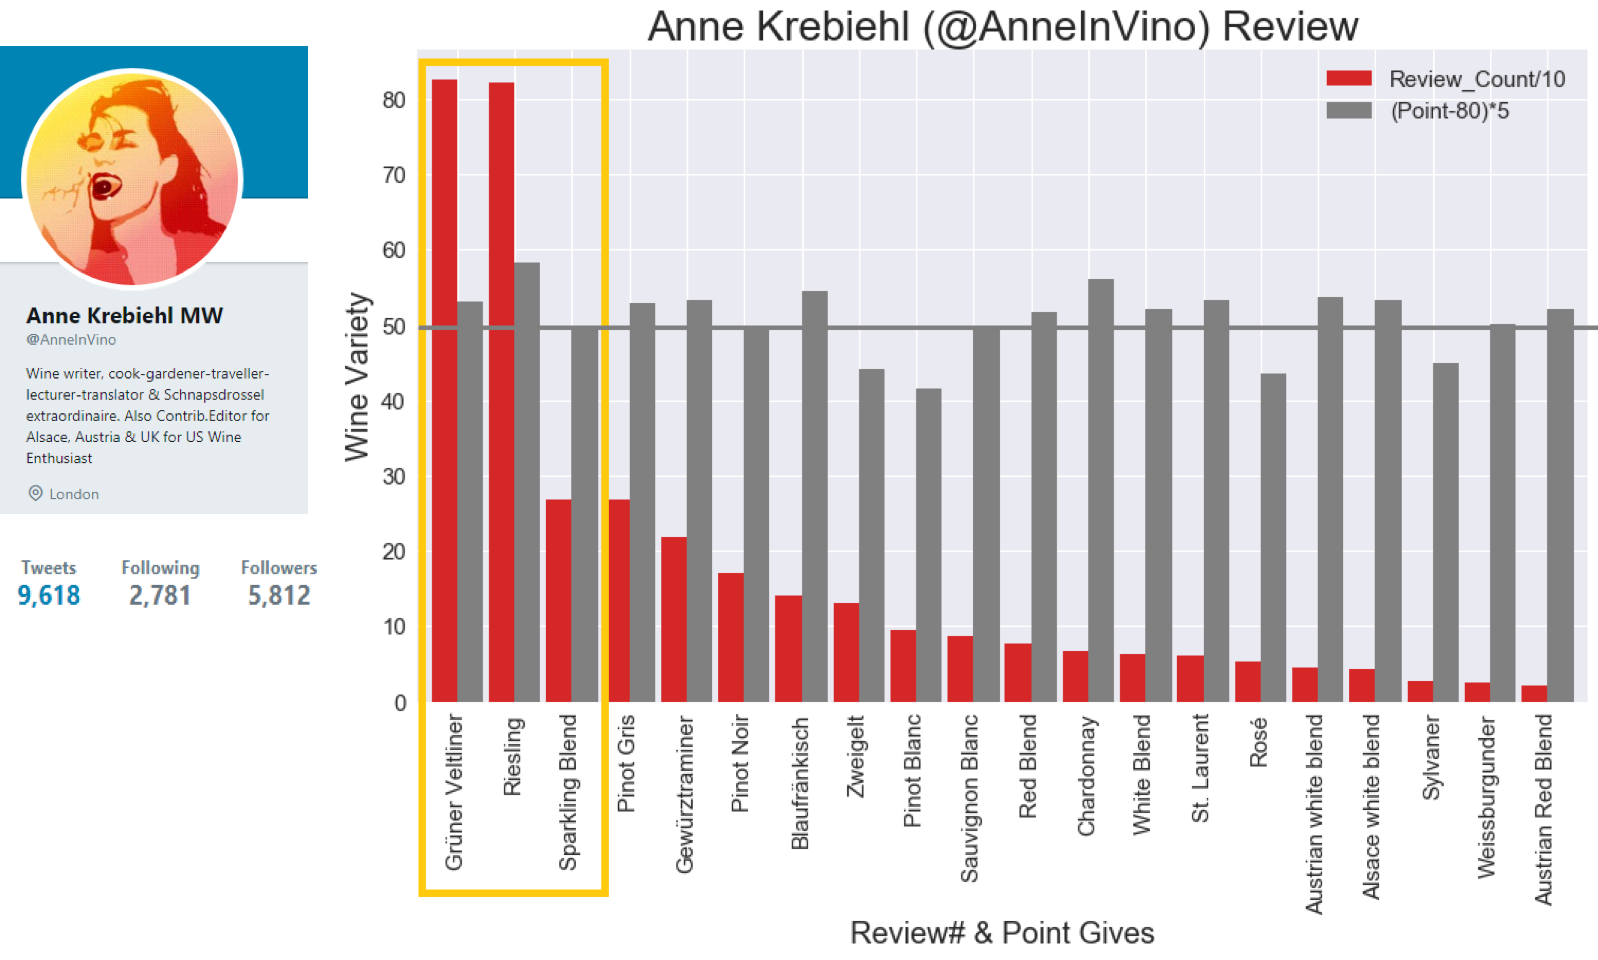 Anne Krebiehl (@AnneInVino) Review
Anne Krebiehl MW
@AnneInVino
Wine writer, cook-gardener-traveller-
lecturer-translator & Schnapsdrossel
extraordinaire. Also Contrib.Editor for
Alsace, Austria & UK for US Wine
Enthusiast
London
Tweets Following Followers
9,618 2,781 5,812
Review_Count/10
(Point-80)*5
Wine Variety
80
70
60
50
40
30
20
10
0
Grüner Veltliner
Riesling
Sparkling Blend
Pinot Gris
Gewürztraminer
Pinot Noir
Blaufränkisch
Zweigelt
Pinot Blanc
Sauvignon Blanc
Red Blend
Chardonnay
White Blend
St. Laurent
Rosé
Austrian white blend
Alsace white blend
Sylvaner
Weissburgunder
Austrian Red Blend
Review# & Point Gives